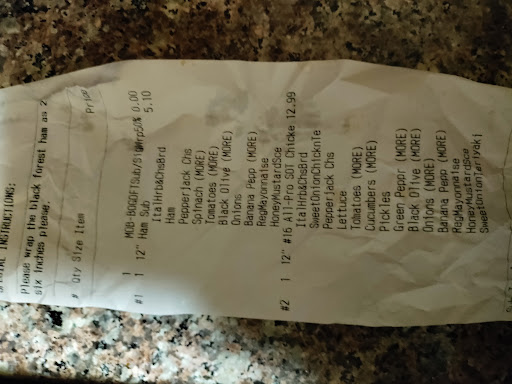 INSTRUCTIONS:
Please wrap the black forest ham as 2
six inches please.
# Qty Size Item Price
1 MOB-BOGOFTSub/SigWrp50% 0.00
#1 1 12" Ham Sub 5.10
ItalHrb&ChsBrd
Ham
Pepperjack Chs
Spinach (MORE)
Tomatoes (MORE)
Black Olive (MORE)
Onions (MORE)
Banana Pepp (MORE)
RegMayonnaise
HoneyMustardSce
#2 1 12" #16 All-Pro SOT Chicke 12.99
ItalHrb&ChsBrd
SweetOnionChicknTe
Pepperjack Chs
Lettuce
Tomatoes (MORE)
Cucumbers (MORE)
Pickles
Green Peppr (MORE)
Black Olive (MORE)
Onions (MORE)
Banana Pepp (MORE)
RegMayonnaise
HoneyMustardSce
SweetOnionTeriyaki